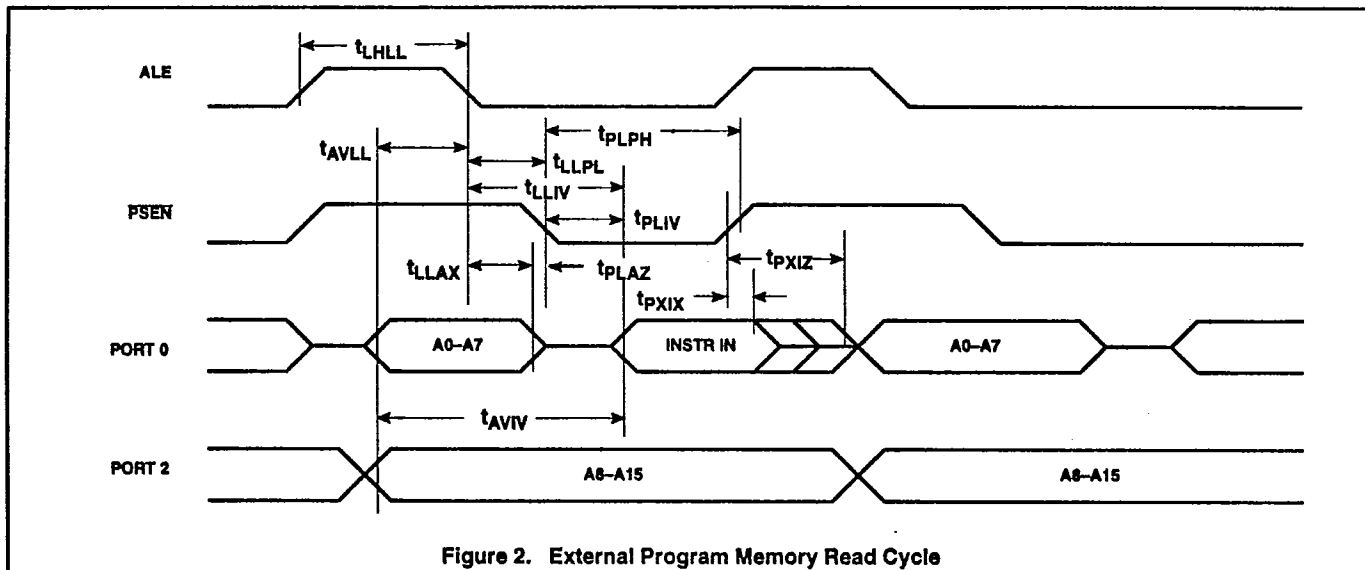 tLHLL
ALE
tPLPH
tAVLL
tLLPL
tLLIV
PSEN
tPLIV
tLLAX
tPLAZ
tPXIZ
tPXIX
PORT 0
A0–A7
INSTR IN
A0–A7
tAVIV
PORT 2
A8–A15
A8–A15
Figure 2. External Program Memory Read Cycle